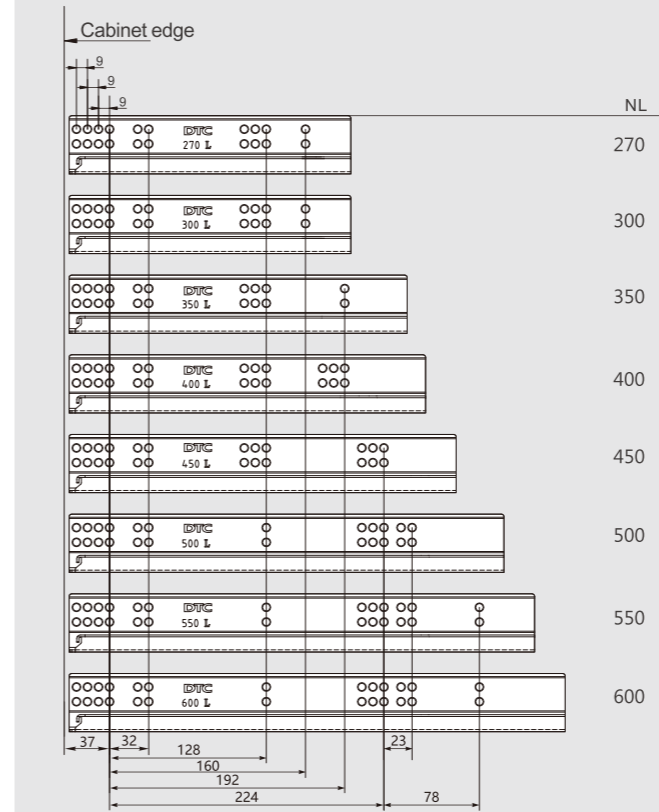 Cabinet edge
9
9
9
NL
DTC
270 L
270
DTC
300 L
300
DTC
350 L
350
DTC
400 L
400
DTC
450 L
450
DTC
500 L
500
DTC
550 L
550
DTC
600 L
600
37 32 128 23
160
192
224 78